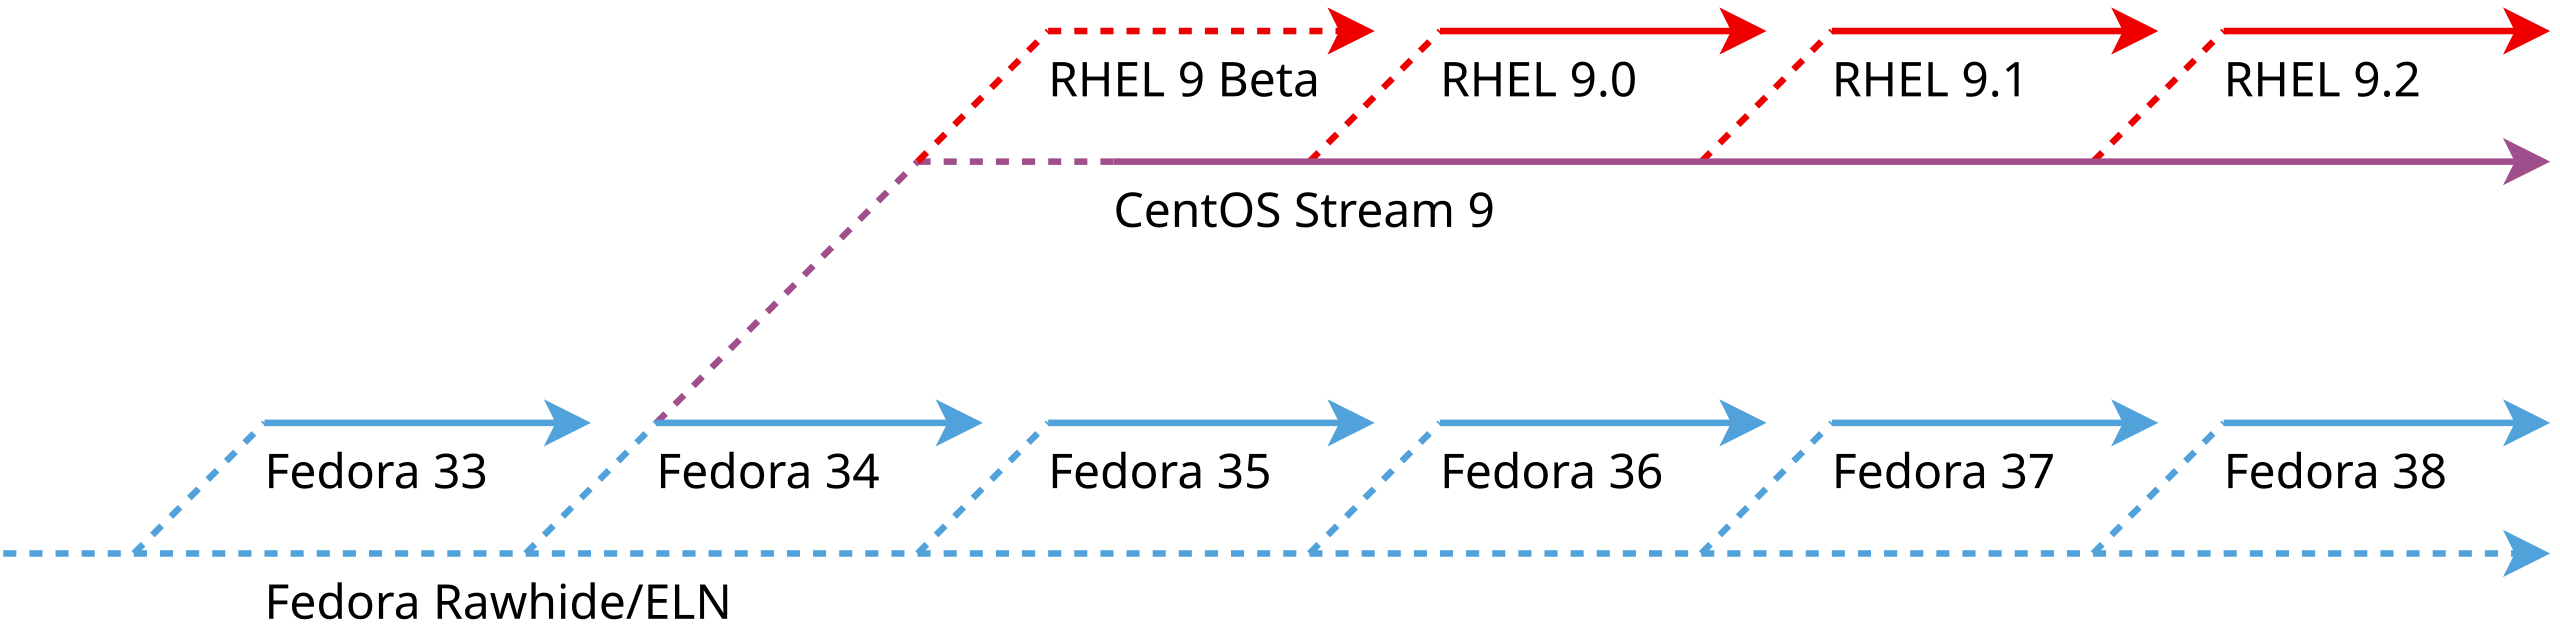 RHEL 9 Beta
RHEL 9.0
RHEL 9.1
RHEL 9.2
CentOS Stream 9
Fedora 33
Fedora 34
Fedora 35
Fedora 36
Fedora 37
Fedora 38
Fedora Rawhide/ELN